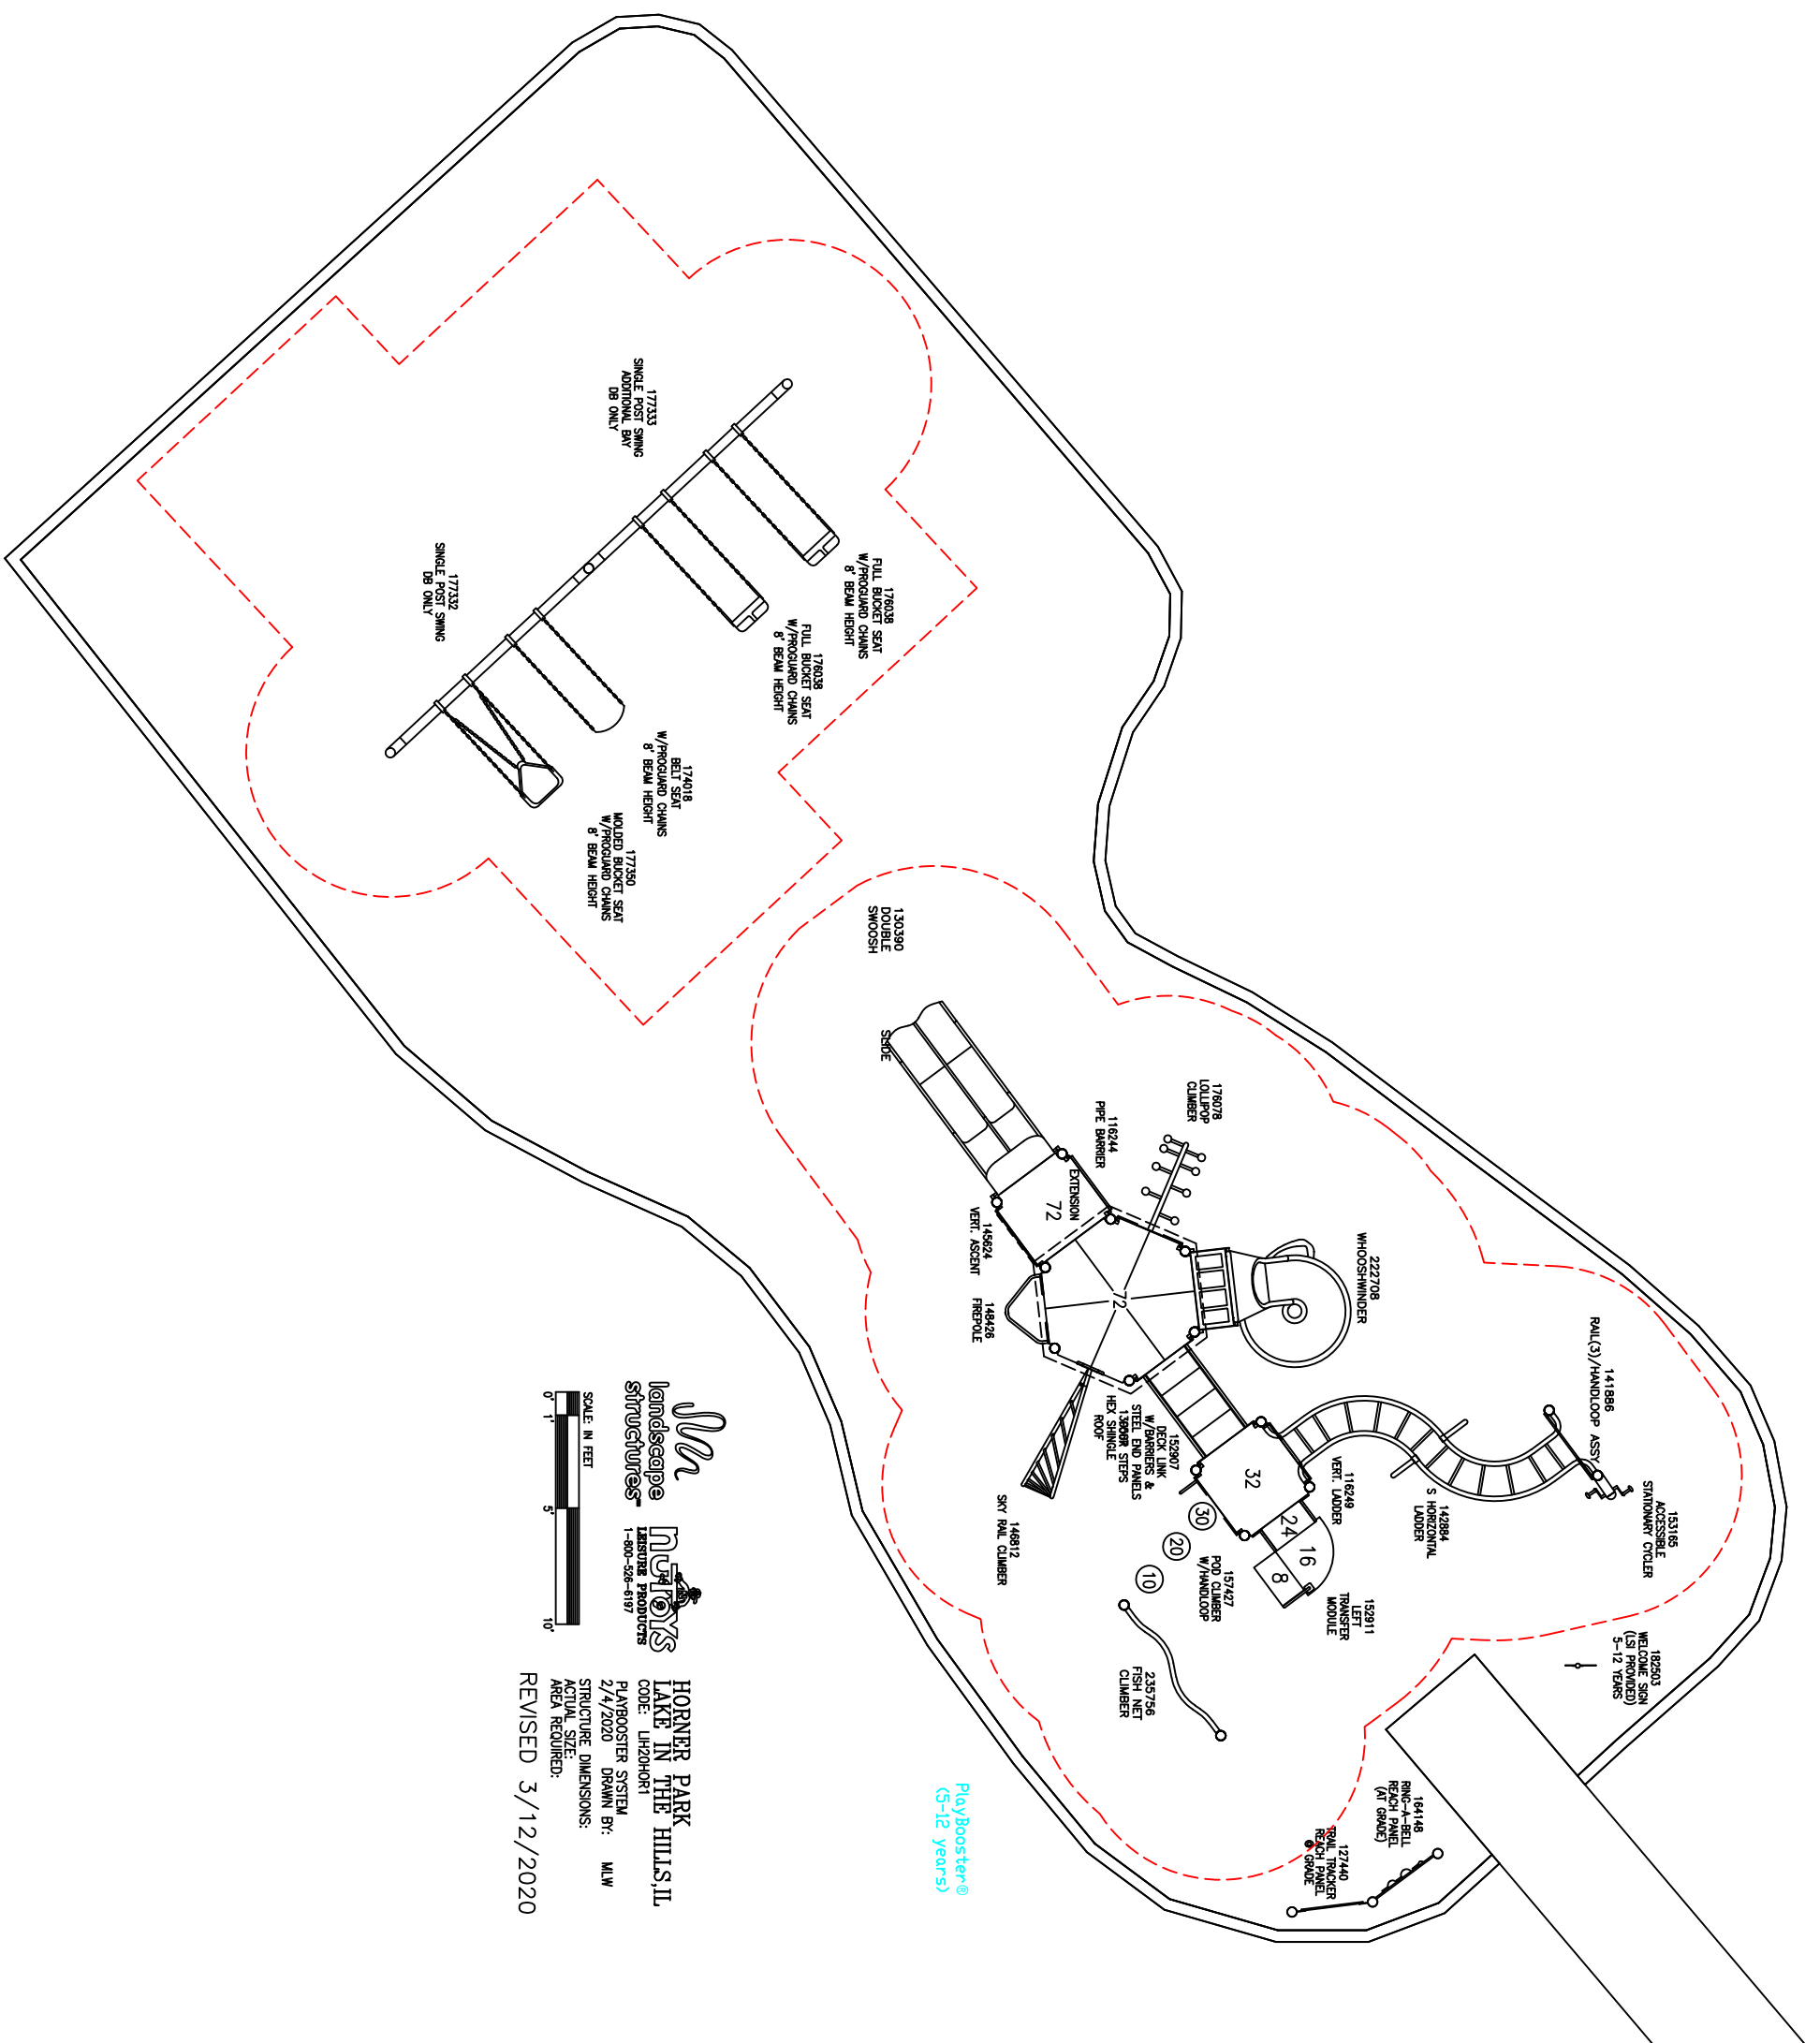 177333
SINGLE POST SWING
ADDITIONAL BAY
DB ONLY
177332
SINGLE POST SWING
DB ONLY
176038
FULL BUCKET SEAT
W/PROGUARD CHAINS
8' BEAM HEIGHT
176038
FULL BUCKET SEAT
W/PROGUARD CHAINS
8' BEAM HEIGHT
174018
BELT SEAT
W/PROGUARD CHAINS
8' BEAM HEIGHT
177350
MOLDED BUCKET SEAT
W/PROGUARD CHAINS
8' BEAM HEIGHT
130390
DOUBLE
SWOOSH
SLIDE
176078
LOLLIPOP
CLIMBER
116244
PIPE BARRIER
EXTENSION
72
145624
VERT. ASCENT
148426
FIREPOLE
72
222708
WHOOSHWINDER
141886
RAIL(3)/HANDLOOP ASSY
153165
ACCESSIBLE
STATIONARY CYCLER
142884
S HORIZONTAL
LADDER
116249
VERT. LADDER
152907
DECK LINK
W/BARRIERS &
STEEL END PANELS
STEPS
HEX SHINGLE
ROOF
146812
SKY RAIL CLIMBER
32
24
16
8
30
20
10
157427
POD CLIMBER
W/HANDLOOP
152911
LEFT
TRANSFER
MODULE
182503
WELCOME SIGN
(LSI PROVIDED)
5-12 YEARS
235756
FISH NET
CLIMBER
164148
RING-A-BELL
REACH PANEL
(AT GRADE)
127440
TRAIL TRACKER
REACH PANEL
@ GRADE
PlayBooster®
(5-12 years)
landscape
structures™
nuToYS
LEISURE PRODUCTS
1-800-526-6197
SCALE: IN FEET
0' 1' 5' 10'
HORNER PARK
LAKE IN THE HILLS,IL
CODE: LIH20HOR1
PLAYBOOSTER SYSTEM
2/4/2020 DRAWN BY: MLW
STRUCTURE DIMENSIONS:
ACTUAL SIZE:
AREA REQUIRED:
REVISED 3/12/2020